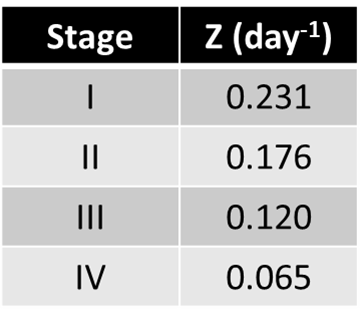 Stage Z (day⁻¹)
I 0.231
II 0.176
III 0.120
IV 0.065